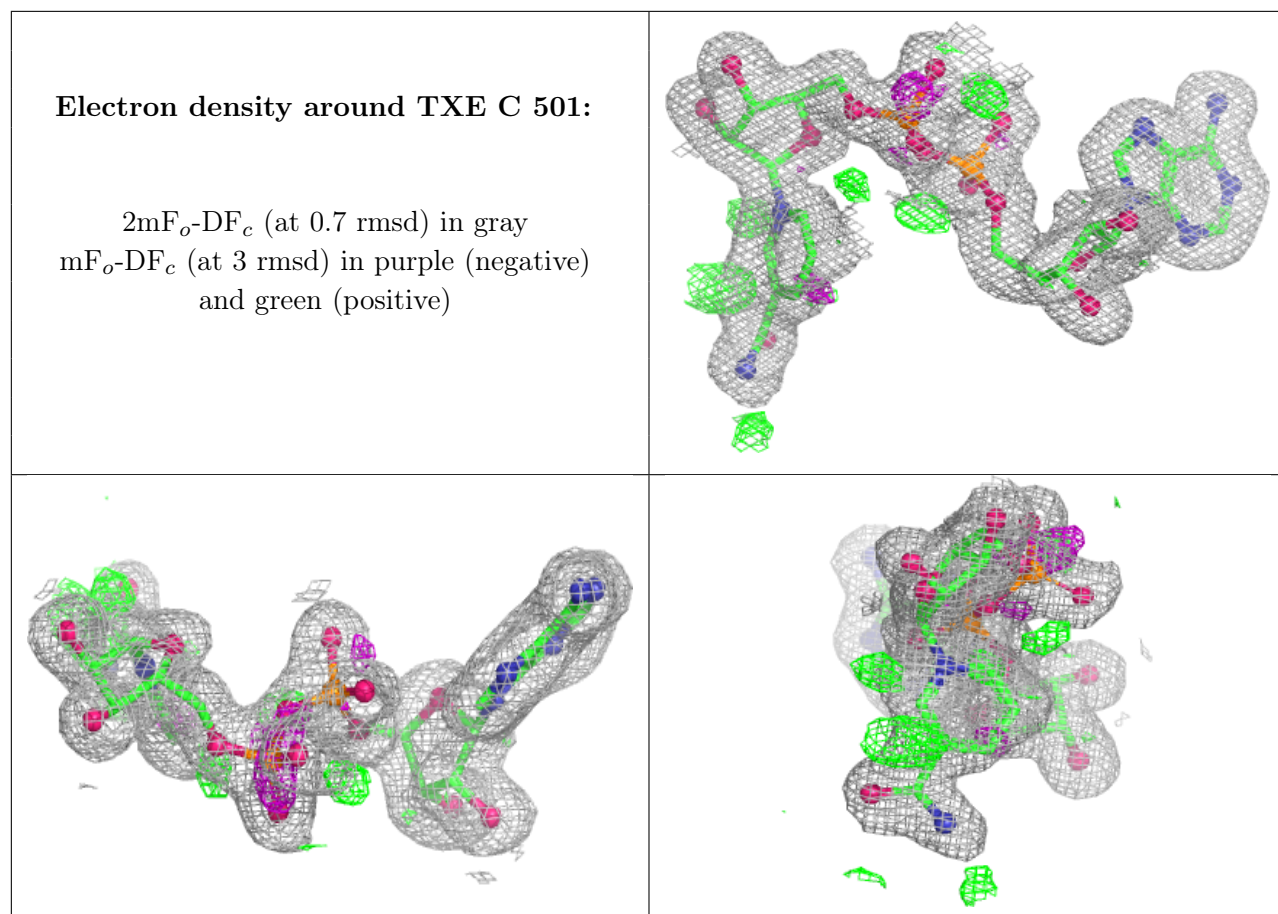 Electron density around TXE C 501:
2mFₒ-DF𝒸 (at 0.7 rmsd) in gray
mFₒ-DF𝒸 (at 3 rmsd) in purple (negative)
and green (positive)